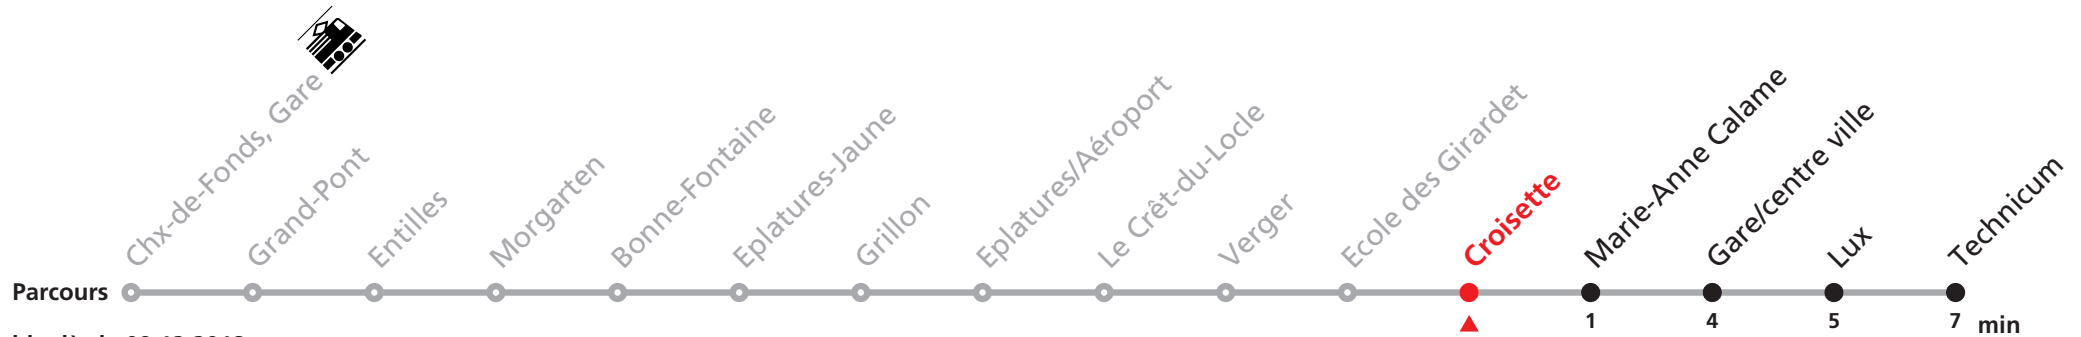 Chx-de-Fonds, Gare
Grand-Pont
Entilles
Morgarten
Bonne-Fontaine
Eplatures-Jaune
Grillon
Eplatures/Aéroport
Le Crêt-du-Locle
Verger
Ecole des Girardet
Croisette
Marie-Anne Calame
Gare/centre ville
Lux
Technicum
Parcours
1 4 5 7 min